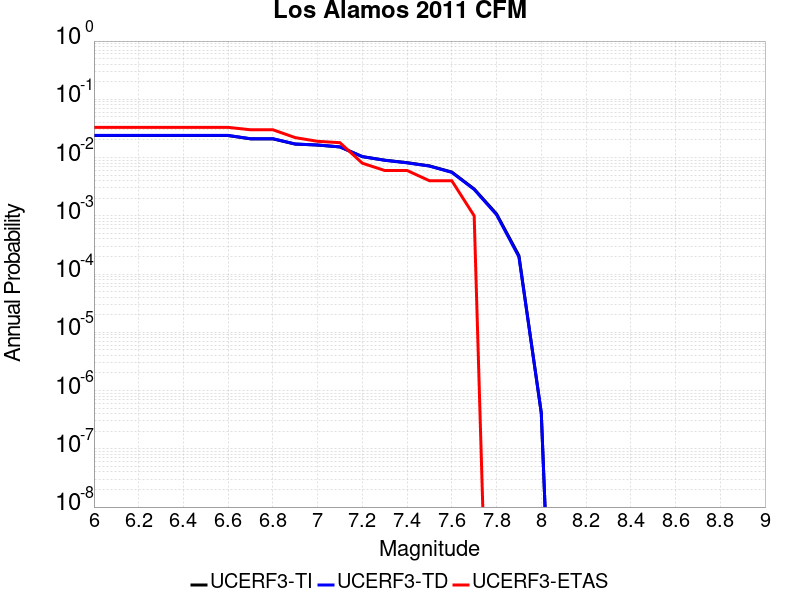 Los Alamos 2011 CFM
10^0
10^-1
10^-2
10^-3
10^-4
10^-5
10^-6
10^-7
10^-8
Annual Probability
6 6.2 6.4 6.6 6.8 7 7.2 7.4 7.6 7.8 8 8.2 8.4 8.6 8.8 9
Magnitude
UCERF3-TI UCERF3-TD UCERF3-ETAS